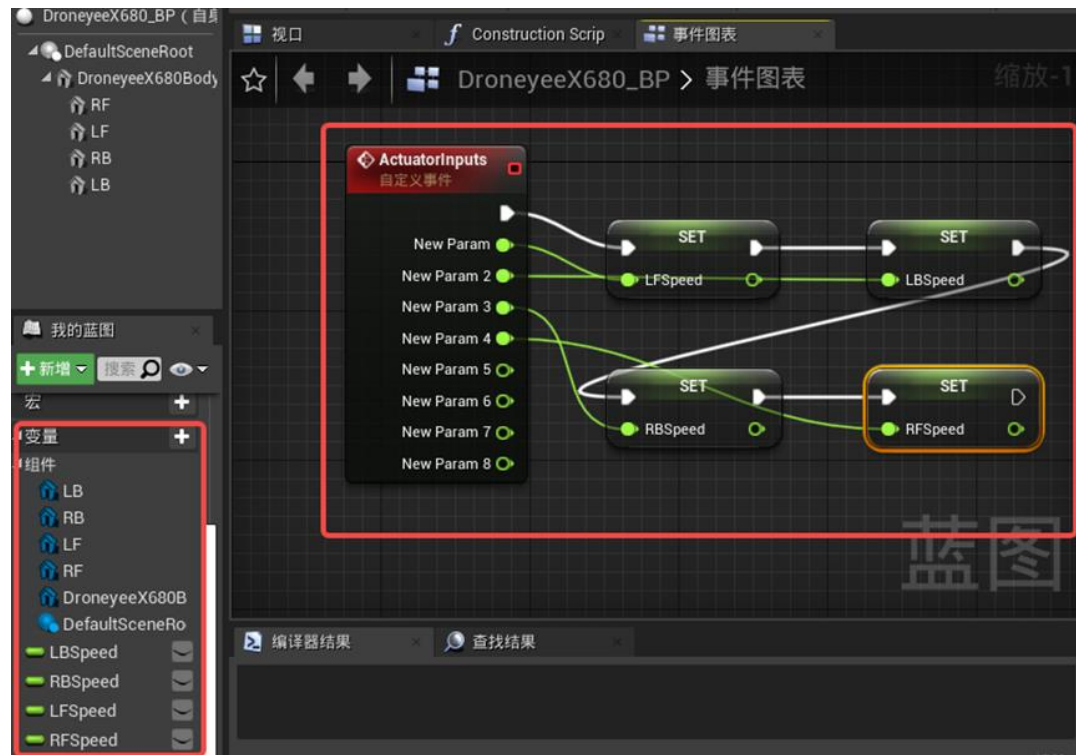 DroneyeeX680_BP（自身
DefaultSceneRoot
DroneyeeX680Body
RF
LF
RB
LB
我的蓝图
+新增
搜索
宏
变量
组件
LB
RB
LF
RF
DroneyeeX680B
DefaultSceneRo
LBSpeed
RBSpeed
LFSpeed
RFSpeed
视口
Construction Scrip
事件图表
DroneyeeX680_BP > 事件图表
缩放-1
ActuatorInputs
自定义事件
New Param
New Param 2
New Param 3
New Param 4
New Param 5
New Param 6
New Param 7
New Param 8
SET
LFSpeed
SET
LBSpeed
SET
RBSpeed
SET
RFSpeed
蓝图
编译器结果
查找结果